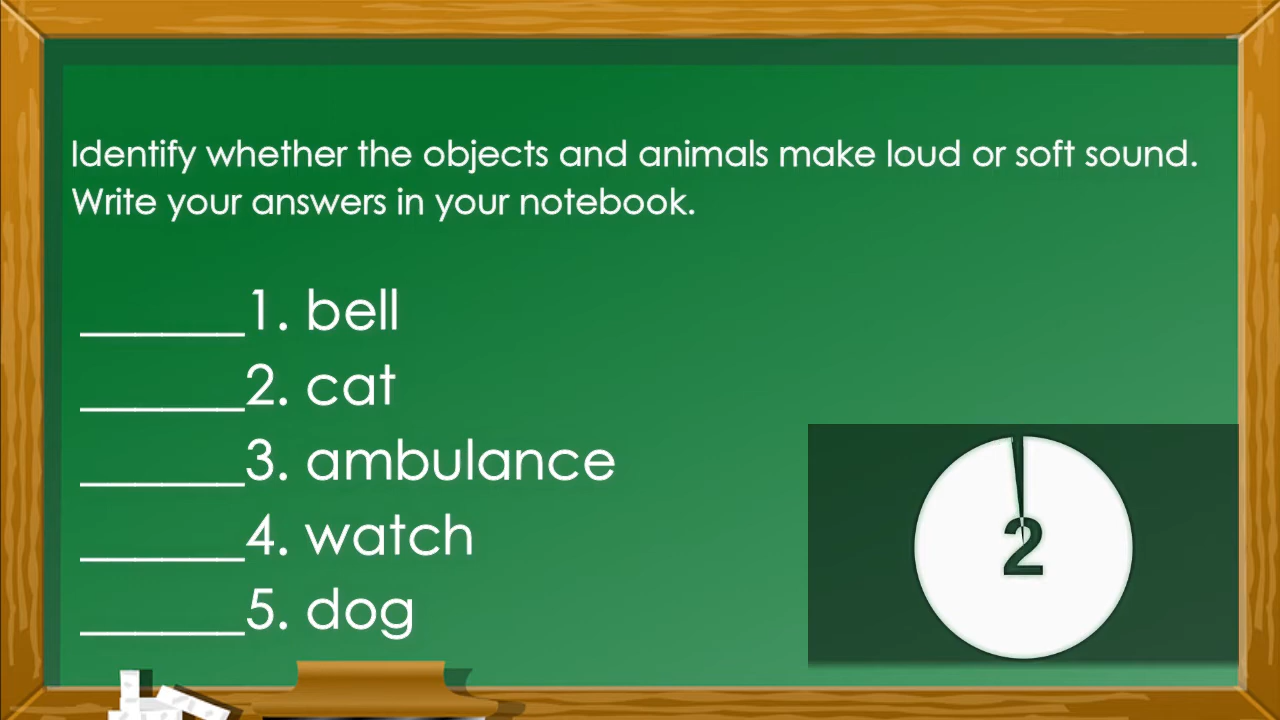 Identify whether the objects and animals make loud or soft sound.
Write your answers in your notebook.
______1. bell
______2. cat
______3. ambulance
______4. watch
______5. dog
2